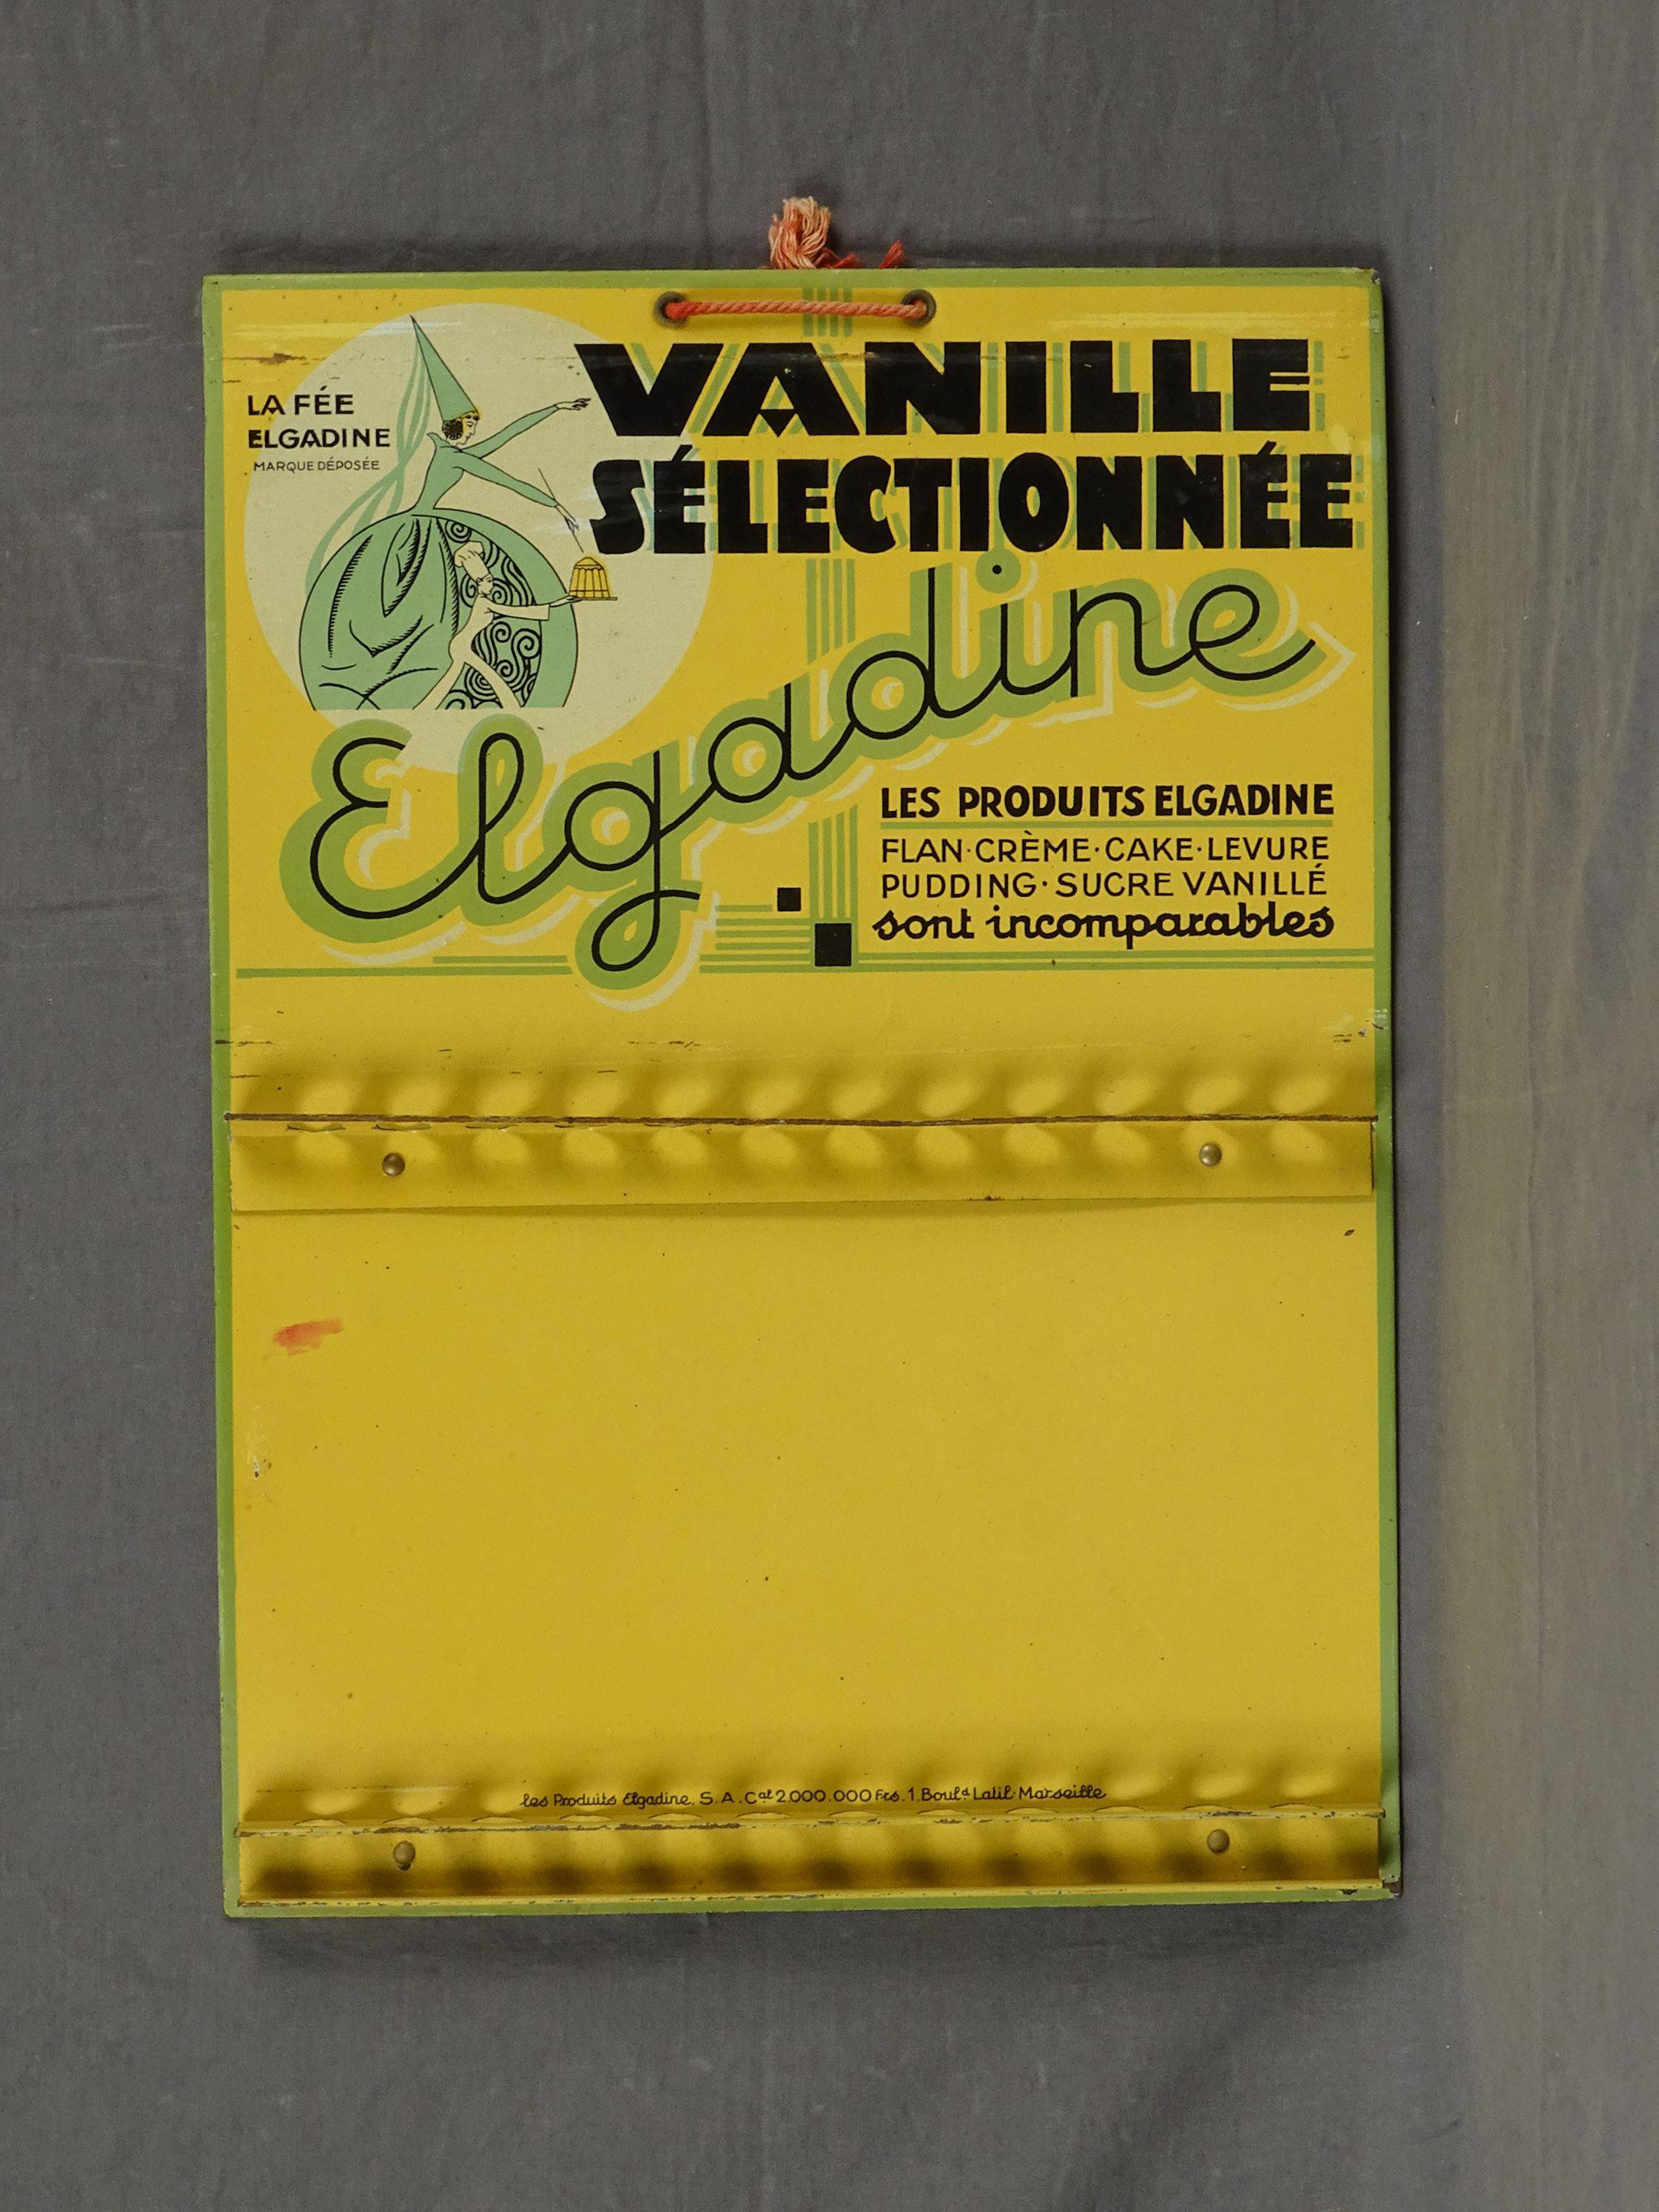 LA FÉE
ELGADINE
MARQUE DÉPOSÉE
VANILLE
SÉLECTIONNÉE
Elgadine
LES PRODUITS ELGADINE
FLAN·CRÈME·CAKE·LEVURE
PUDDING·SUCRE VANILLÉ
sont incomparables
les Produits Elgadine, S.A. Cal 2.000.000 Frs. 1. Bould Latil·Marseille